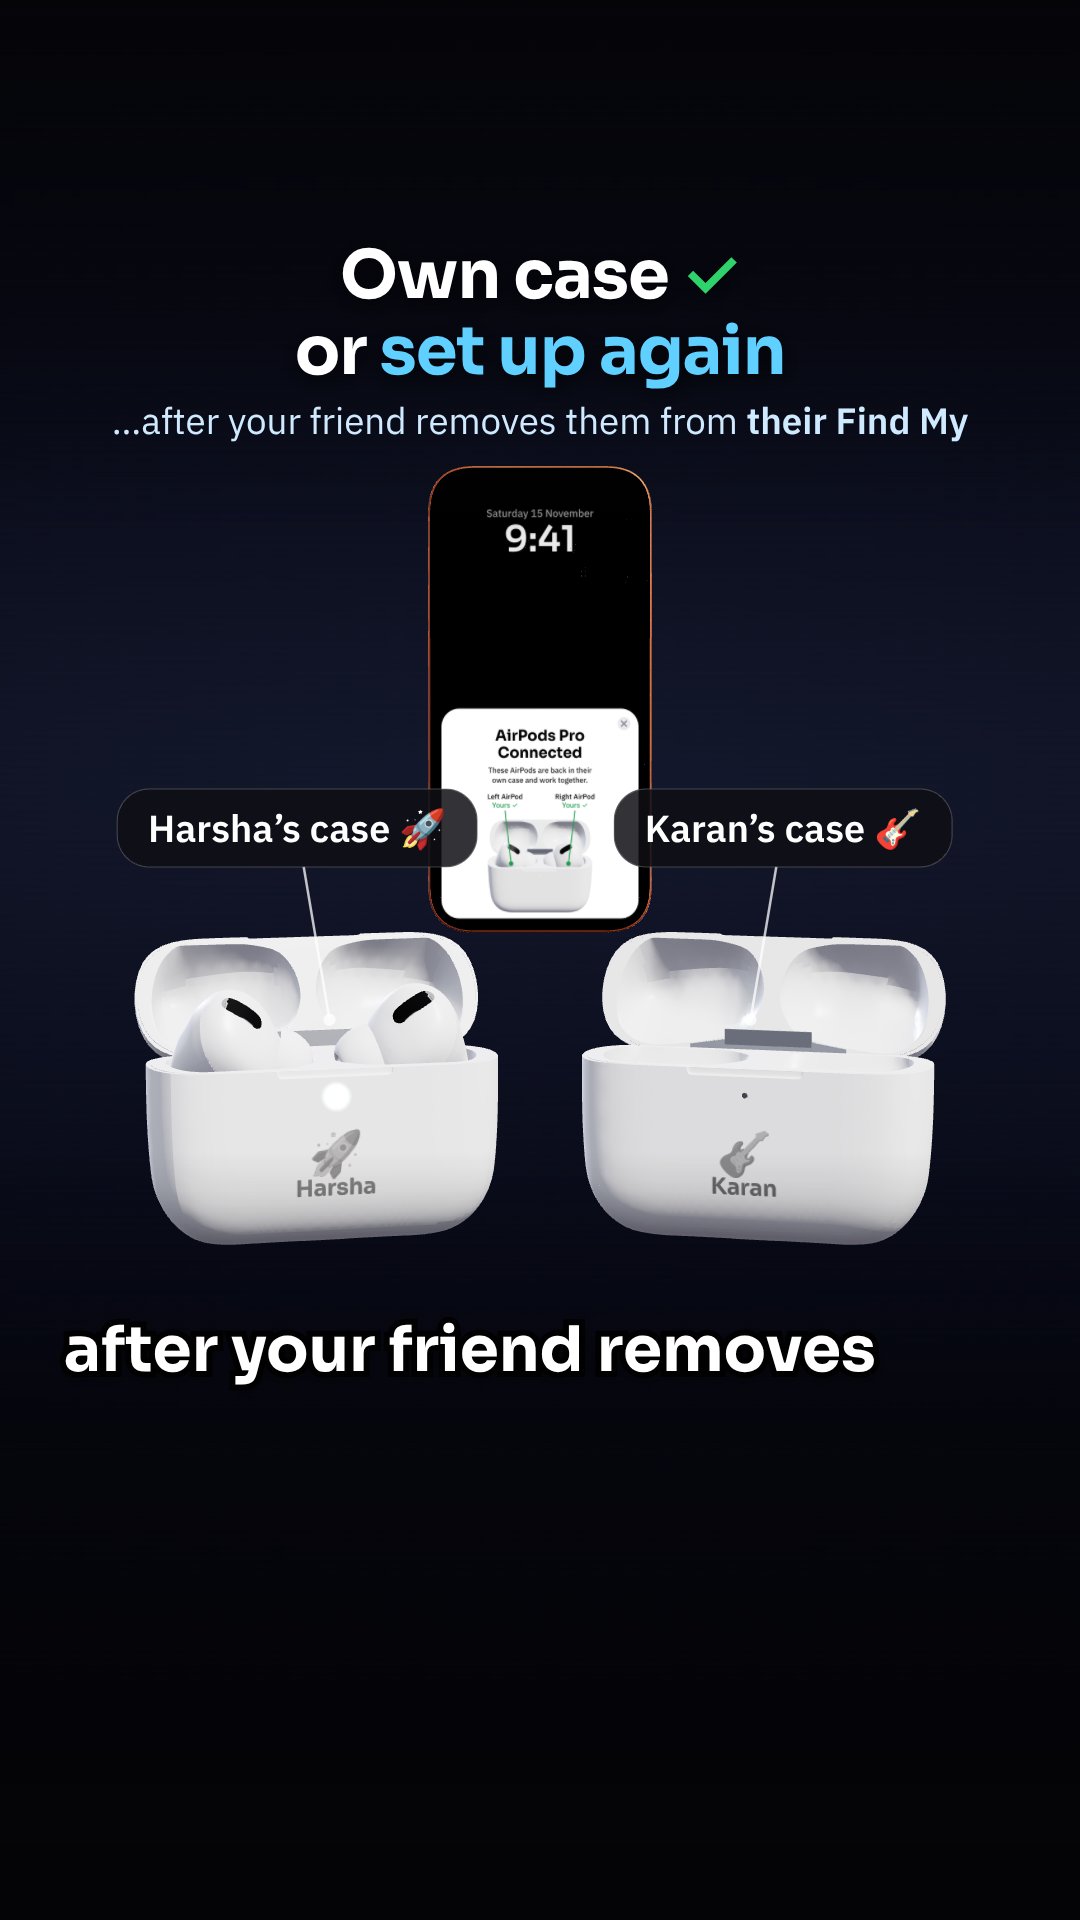 Own case ✓
or set up again
...after your friend removes them from their Find My
Saturday 15 November
9:41
AirPods Pro
Connected
These AirPods are back in their
own case and work together.
Left AirPod
Yours ✓
Right AirPod
Yours ✓
Harsha’s case 🚀
Karan’s case 🎸
Harsha
Karan
after your friend removes